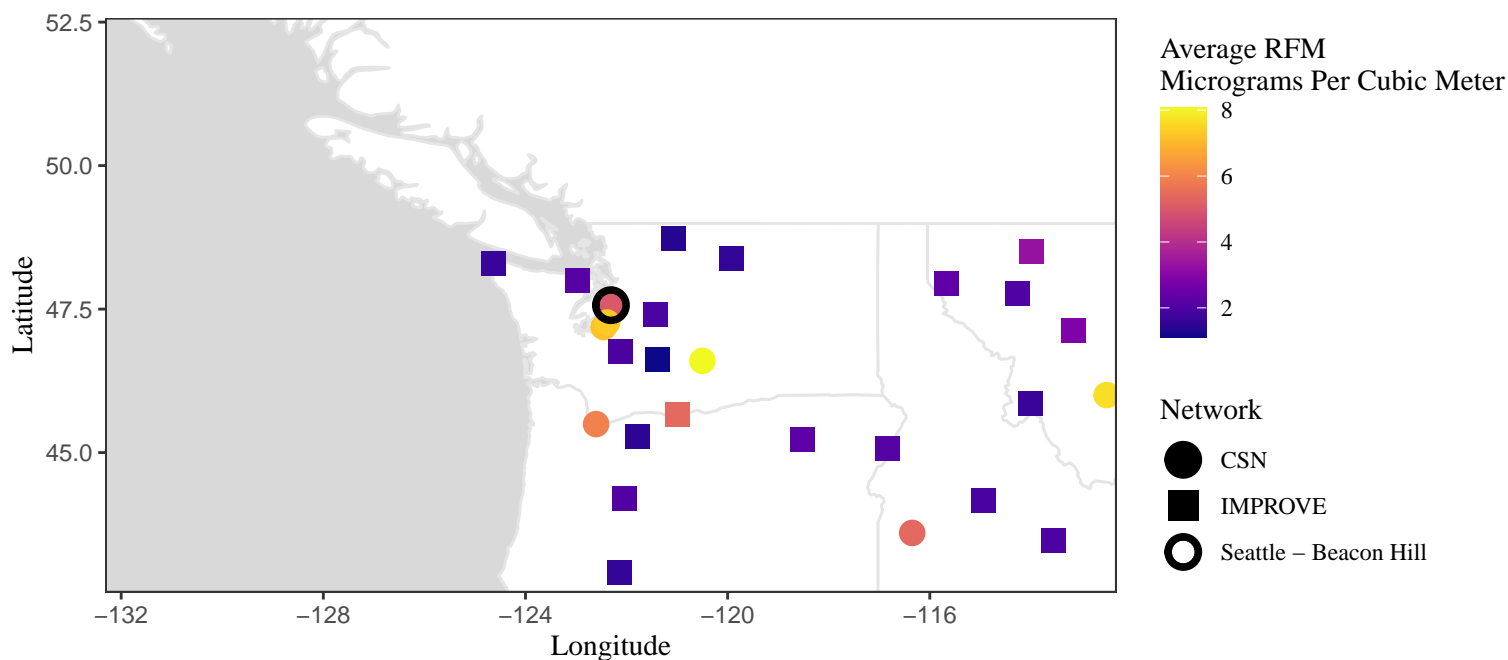 52.5
50.0
47.5
45.0
Latitude
−132
−128
−124
−120
−116
Longitude
Average RFM
Micrograms Per Cubic Meter
8
6
4
2
Network
CSN
IMPROVE
Seattle − Beacon Hill